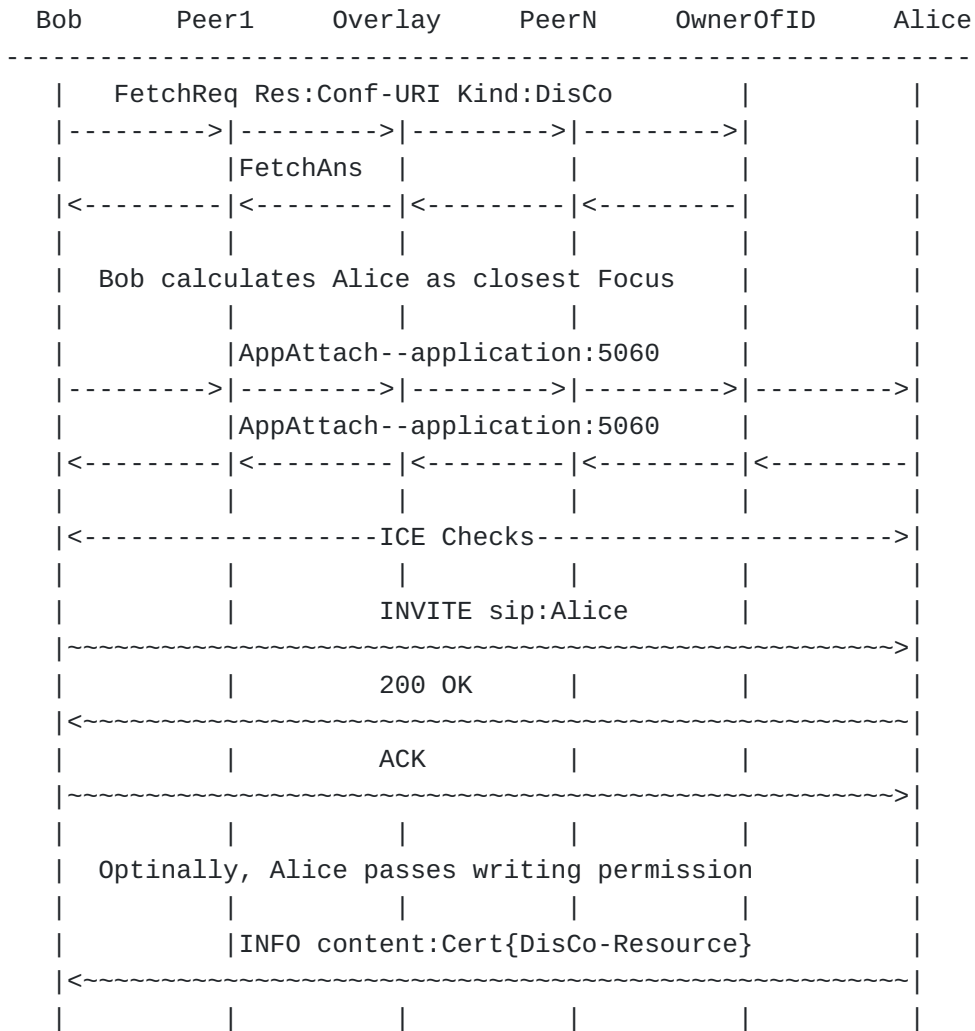 Bob      Peer1     Overlay     PeerN     OwnerOfID     Alice
--------------------------------------------------------------
   |   FetchReq Res:Conf-URI Kind:DisCo        |          |
   |--------->|--------->|--------->|--------->|          |
   |          |FetchAns  |          |          |          |
   |<---------|<---------|<---------|<---------|          |
   |          |          |          |          |          |
   |  Bob calculates Alice as closest Focus    |          |
   |          |          |          |          |          |
   |          |AppAttach--application:5060     |          |
   |--------->|--------->|--------->|--------->|--------->|
   |          |AppAttach--application:5060     |          |
   |<---------|<---------|<---------|<---------|<---------|
   |          |          |          |          |          |
   |<-------------------ICE Checks----------------------->|
   |          |          |          |          |          |
   |          |         INVITE sip:Alice       |          |
   |~~~~~~~~~~~~~~~~~~~~~~~~~~~~~~~~~~~~~~~~~~~~~~~~~~~~~>|
   |          |         200 OK      |          |          |
   |<~~~~~~~~~~~~~~~~~~~~~~~~~~~~~~~~~~~~~~~~~~~~~~~~~~~~~|
   |          |         ACK         |          |          |
   |~~~~~~~~~~~~~~~~~~~~~~~~~~~~~~~~~~~~~~~~~~~~~~~~~~~~~>|
   |          |          |          |          |          |
   |  Optinally, Alice passes writing permission          |
   |          |          |          |          |          |
   |          |INFO content:Cert{DisCo-Resource}          |
   |<~~~~~~~~~~~~~~~~~~~~~~~~~~~~~~~~~~~~~~~~~~~~~~~~~~~~~|
   |          |          |          |          |          |